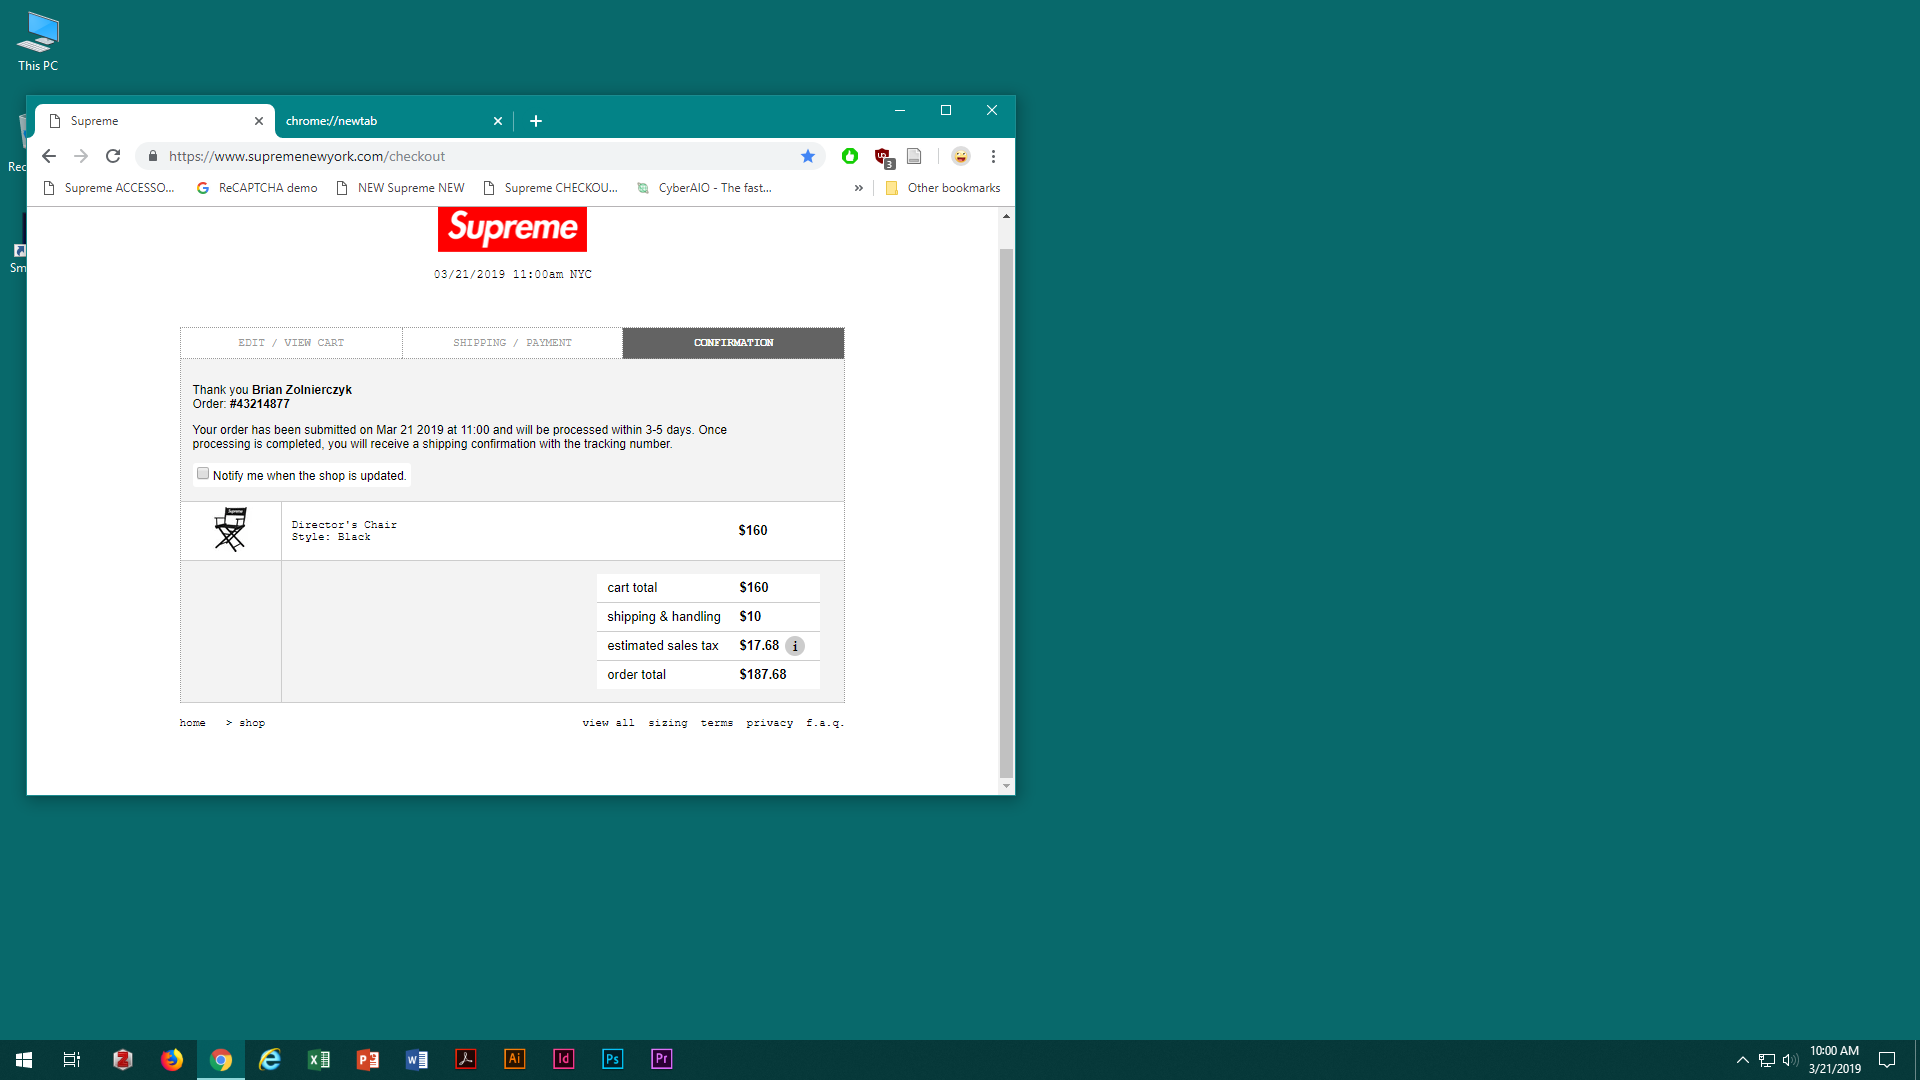 This PC
Supreme
chrome://newtab
https://www.supremenewyork.com/checkout
3
Supreme ACCESSO...
ReCAPTCHA demo
NEW Supreme NEW
Supreme CHECKOU...
CyberAIO - The fast...
»
Other bookmarks
Rec
Sm
Supreme
03/21/2019 11:00am NYC
EDIT / VIEW CART
SHIPPING / PAYMENT
CONFIRMATION
Thank you Brian Zolnierczyk
Order: #43214877
Your order has been submitted on Mar 21 2019 at 11:00 and will be processed within 3-5 days. Once
processing is completed, you will receive a shipping confirmation with the tracking number.
Notify me when the shop is updated.
Director's Chair
Style: Black
$160
cart total $160
shipping & handling $10
estimated sales tax $17.68 i
order total $187.68
home > shop
view all sizing terms privacy f.a.q.
Ai
Id
Ps
Pr
10:00 AM
3/21/2019